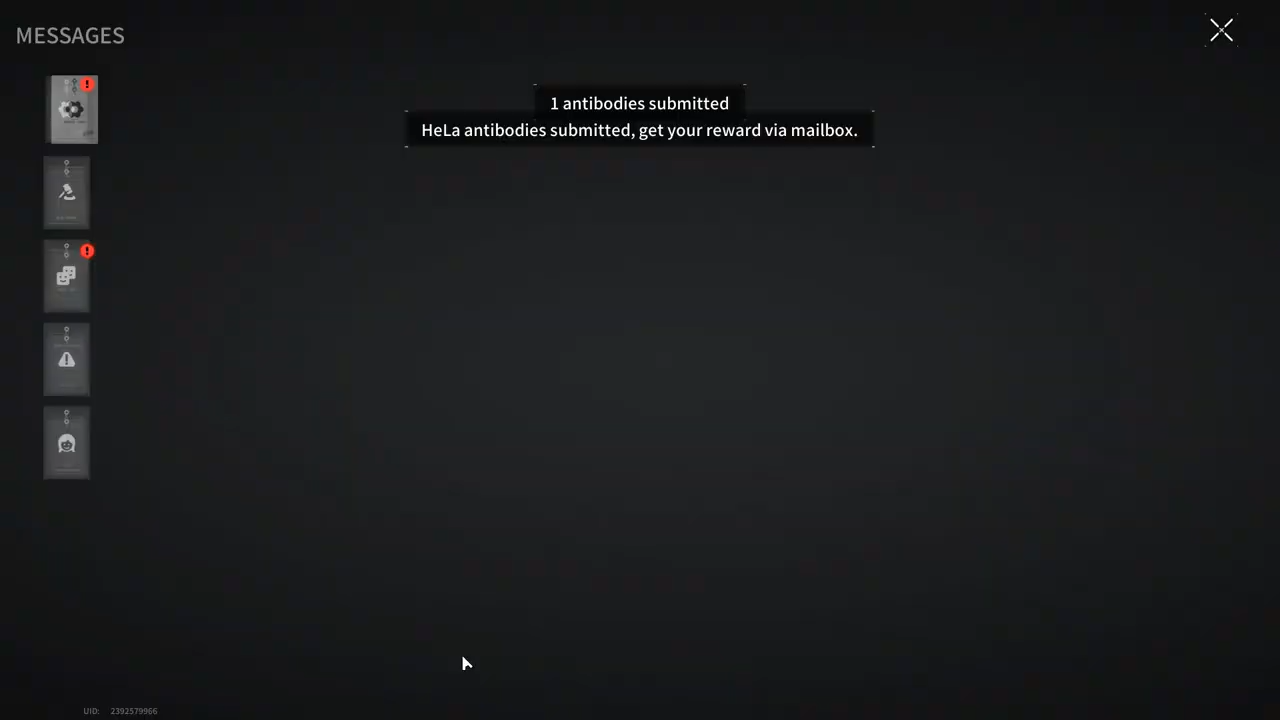 MESSAGES
1 antibodies submitted
HeLa antibodies submitted, get your reward via mailbox.
UID: 2392579966